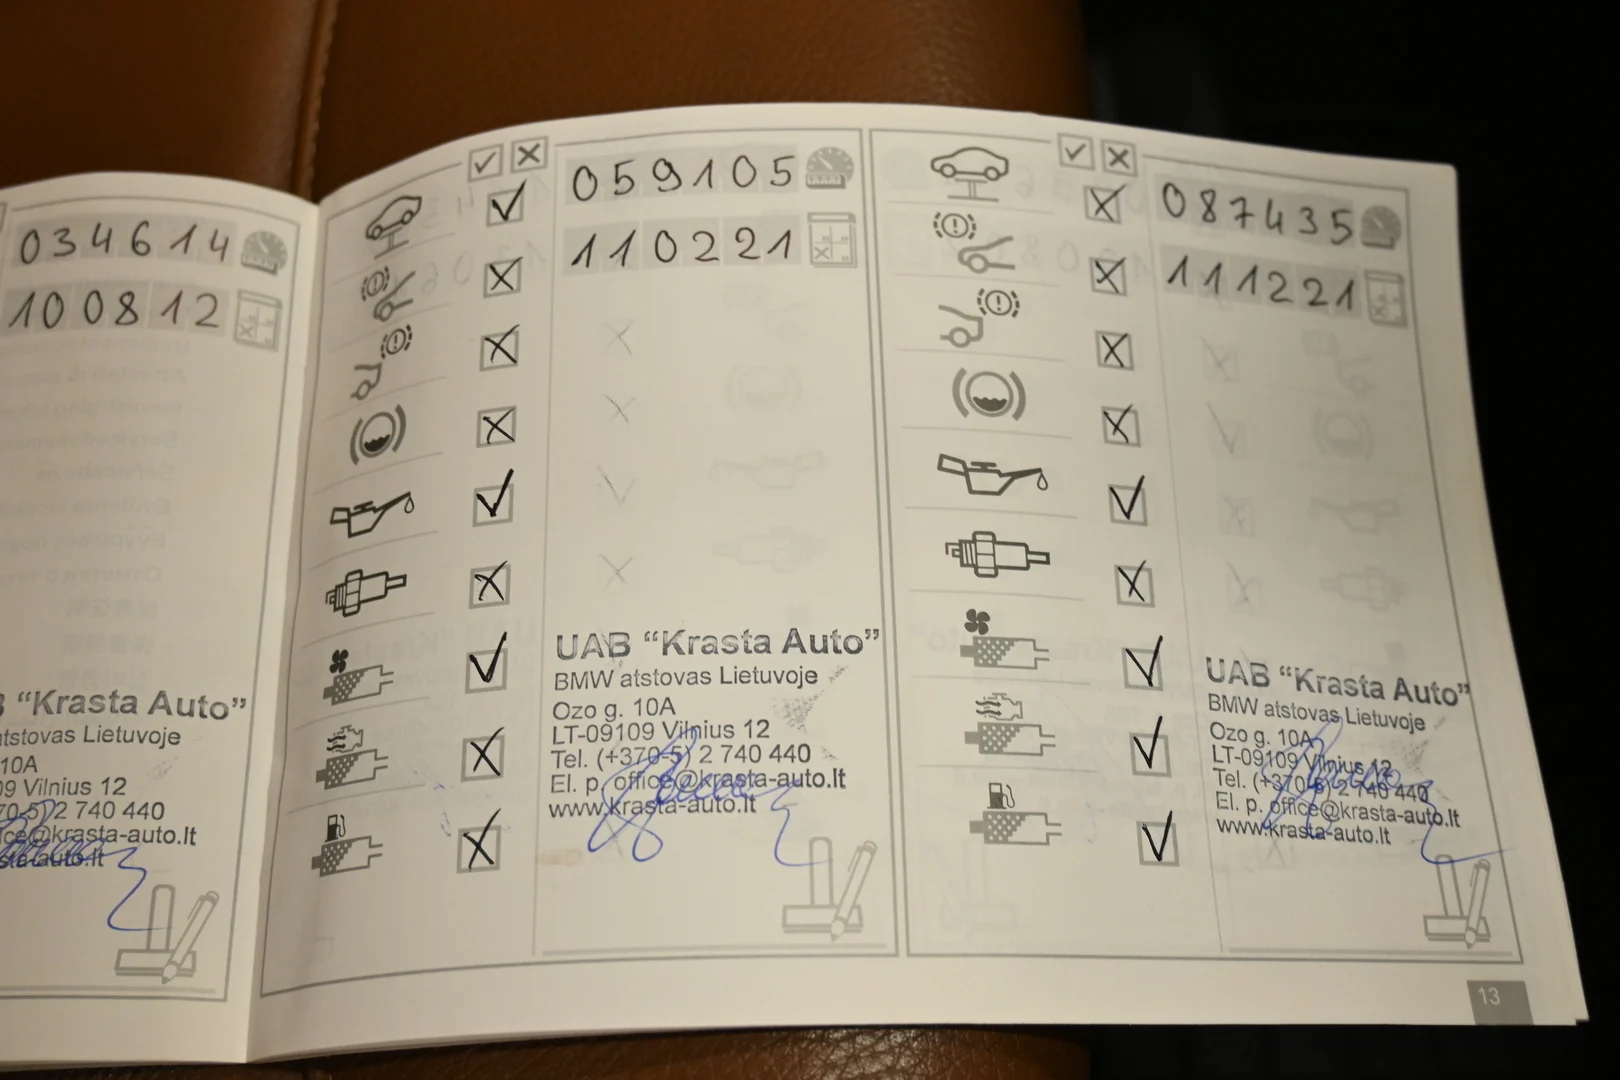 034614
100812
"Krasta Auto"
atstovas Lietuvoje
10A
09 Vilnius 12
70-5) 2 740 440
office@krasta-auto.lt
059105
110221
UAB "Krasta Auto"
BMW atstovas Lietuvoje
Ozo g. 10A
LT-09109 Vilnius 12
Tel. (+370-5) 2 740 440
El. p. office@krasta-auto.lt
www.krasta-auto.lt
087435
111221
UAB "Krasta Auto"
BMW atstovas Lietuvoje
Ozo g. 10A
LT-09109 Vilnius 12
Tel. (+370-5) 2 740 440
El. p. office@krasta-auto.lt
www.krasta-auto.lt
13